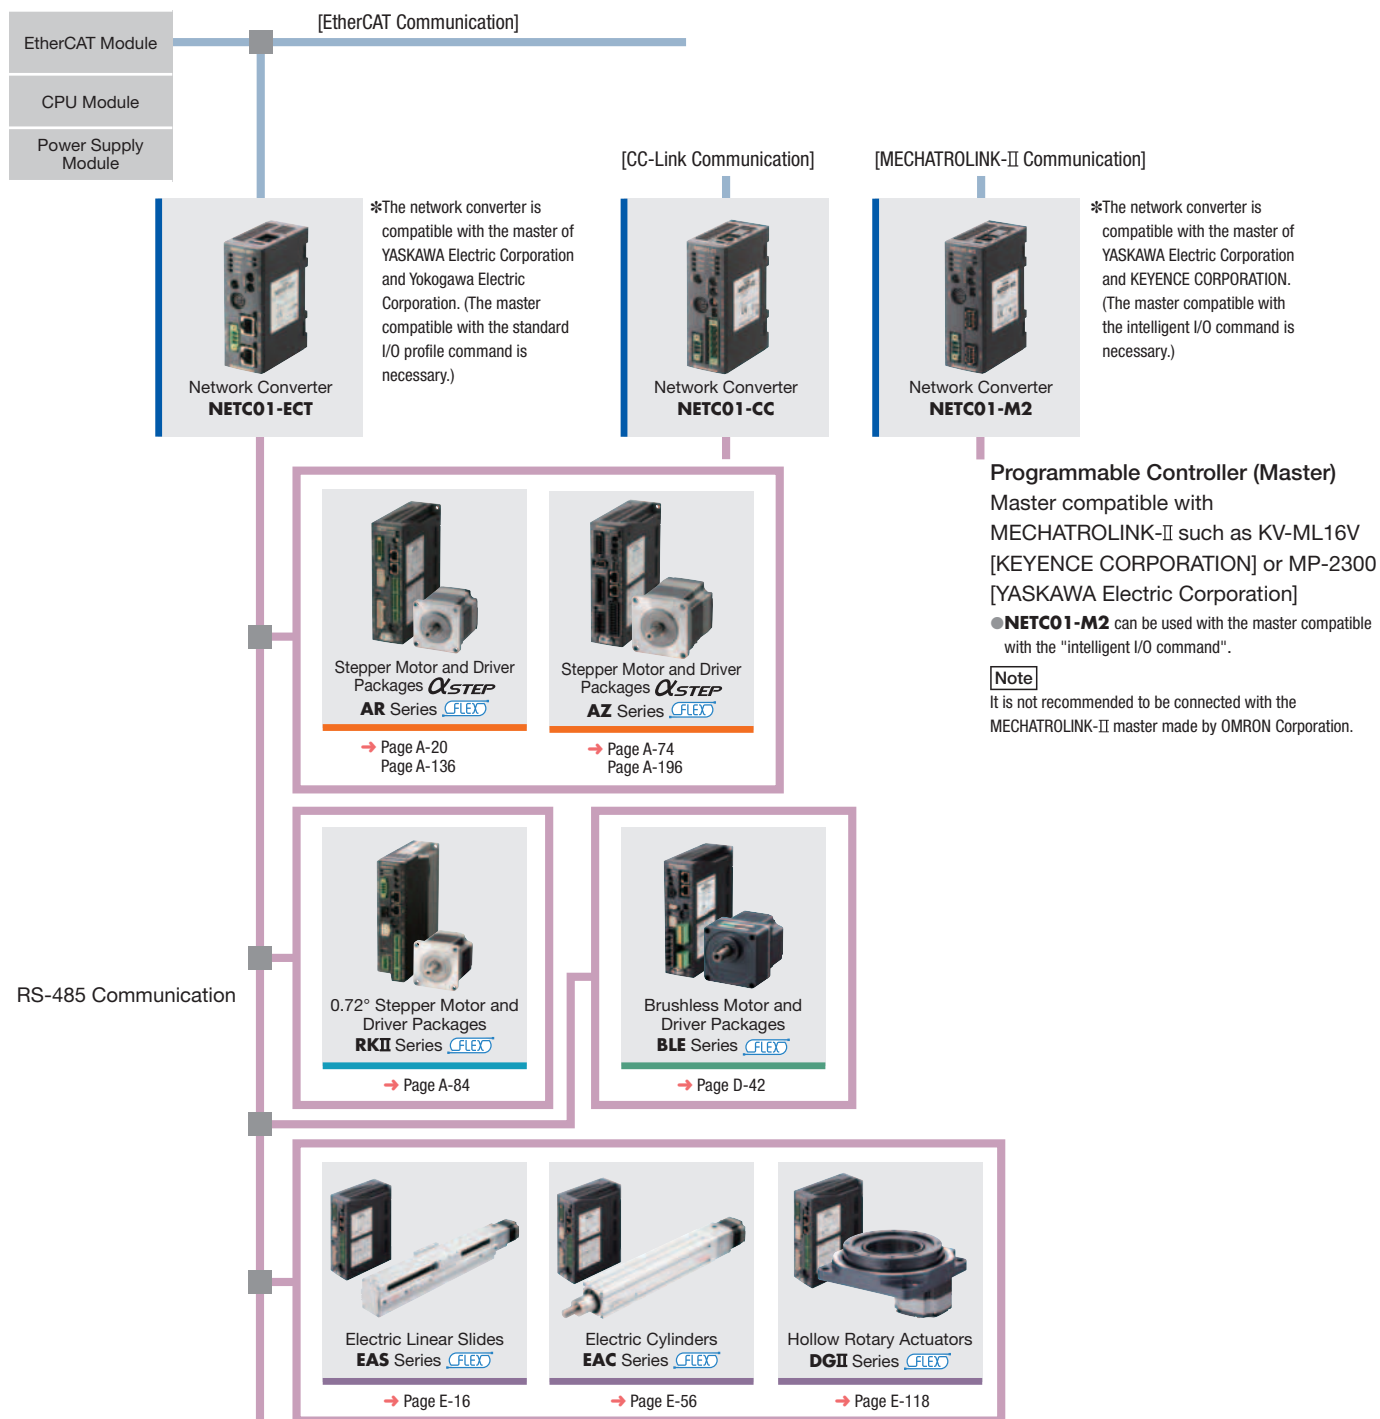 EtherCAT Module
CPU Module
Power Supply
Module
[EtherCAT Communication]
[CC-Link Communication]
[MECHATROLINK-Ⅱ Communication]
Network Converter
NETC01-ECT
✽The network converter is
compatible with the master of
YASKAWA Electric Corporation
and Yokogawa Electric
Corporation. (The master
compatible with the standard
I/O profile command is
necessary.)
Network Converter
NETC01-CC
Network Converter
NETC01-M2
✽The network converter is
compatible with the master of
YASKAWA Electric Corporation
and KEYENCE CORPORATION.
(The master compatible with
the intelligent I/O command is
necessary.)
Programmable Controller (Master)
Master compatible with
MECHATROLINK-Ⅱ such as KV-ML16V
[KEYENCE CORPORATION] or MP-2300
[YASKAWA Electric Corporation]
●NETC01-M2 can be used with the master compatible
with the "intelligent I/O command".
Note
It is not recommended to be connected with the
MECHATROLINK-Ⅱ master made by OMRON Corporation.
Stepper Motor and Driver
Packages αSTEP
AR Series FLEX
→ Page A-20
Page A-136
Stepper Motor and Driver
Packages αSTEP
AZ Series FLEX
→ Page A-74
Page A-196
RS-485 Communication
0.72° Stepper Motor and
Driver Packages
RKⅡ Series FLEX
→ Page A-84
Brushless Motor and
Driver Packages
BLE Series FLEX
→ Page D-42
Electric Linear Slides
EAS Series FLEX
→ Page E-16
Electric Cylinders
EAC Series FLEX
→ Page E-56
Hollow Rotary Actuators
DGⅡ Series FLEX
→ Page E-118